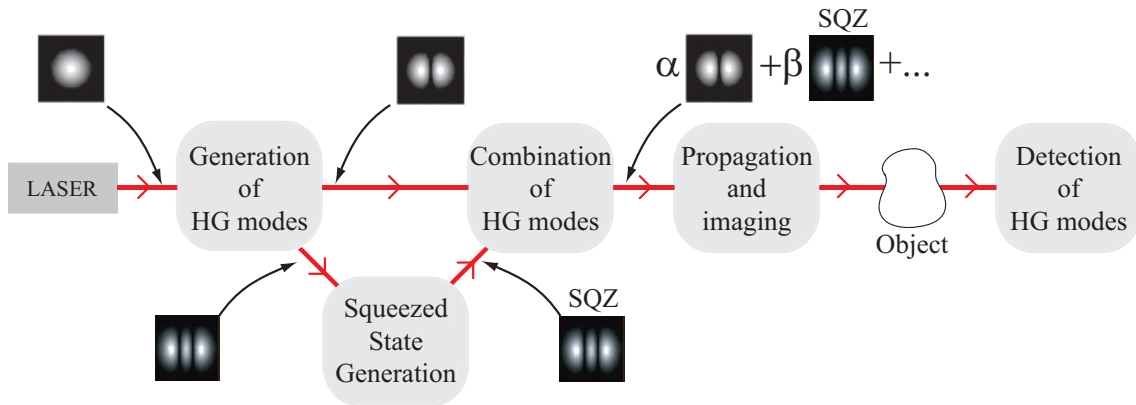 SQZ
α +β +...
LASER
Generation
of
HG modes
Combination
of
HG modes
Propagation
and
imaging
Object
Detection
of
HG modes
Squeezed
State
Generation
SQZ